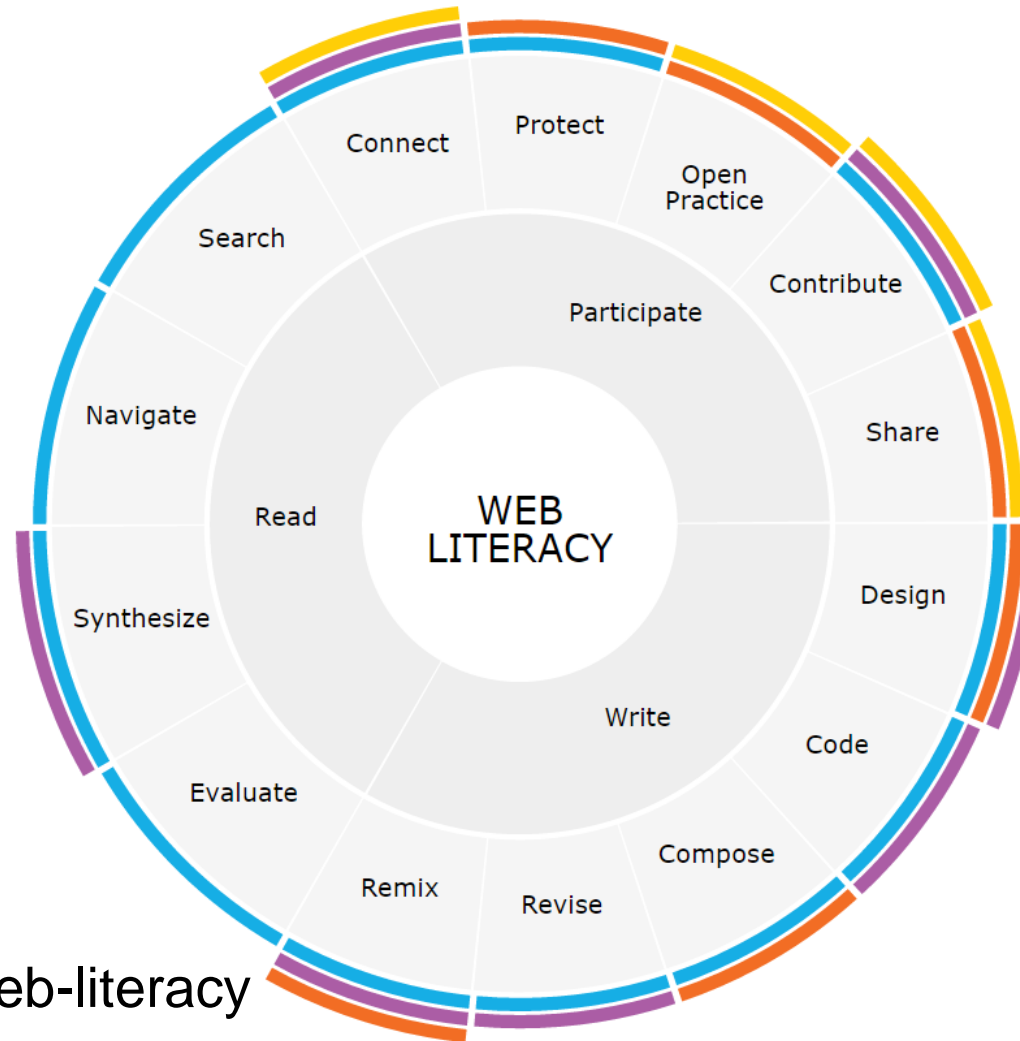 Connect
Protect
Open
Practice
Search
Contribute
Participate
Navigate
Share
Read
WEB
LITERACY
Design
Synthesize
Write
Code
Evaluate
Compose
Remix
Revise
eb-literacy